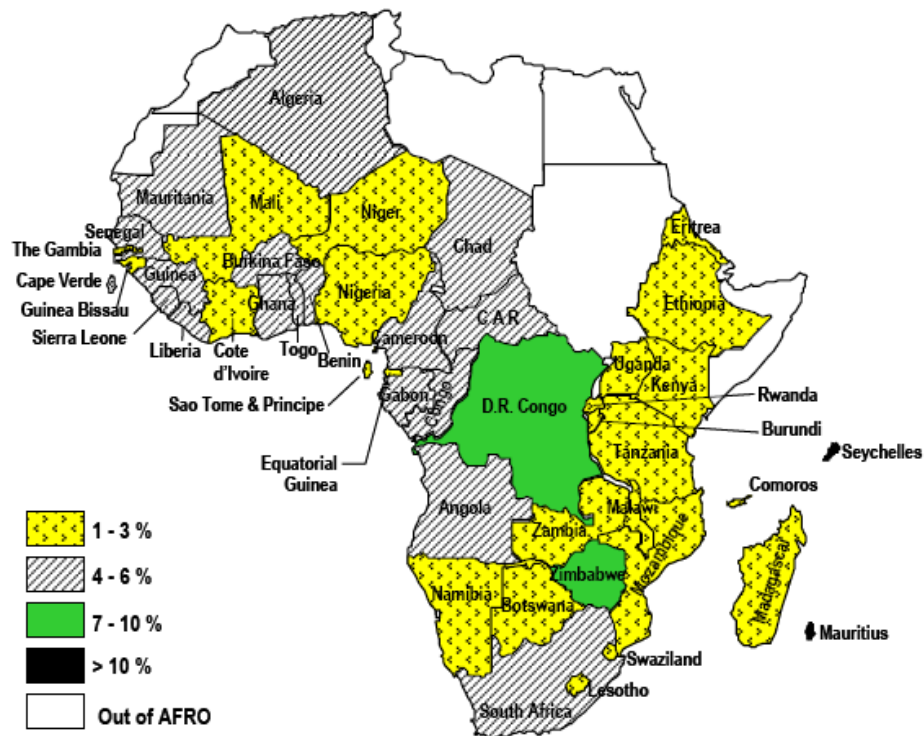 Algeria
Mauritania
Mali
Niger
Chad
Eritrea
Senegal
The Gambia
Cape Verde
Guinea
Guinea Bissau
Sierra Leone
Liberia
Burkina Faso
Ghana
Nigeria
Cote
d'Ivoire
Togo
Benin
Cameroon
C A R
Ethiopia
Uganda
Kenya
Sao Tome & Principe
Gabon
Congo
D.R. Congo
Rwanda
Burundi
Tanzania
Seychelles
Equatorial
Guinea
Comoros
Angola
Malawi
Zambia
Mozambique
Zimbabwe
Madagascar
Namibia
Botswana
Mauritius
Swaziland
Lesotho
South Africa
1 - 3 %
4 - 6 %
7 - 10 %
> 10 %
Out of AFRO